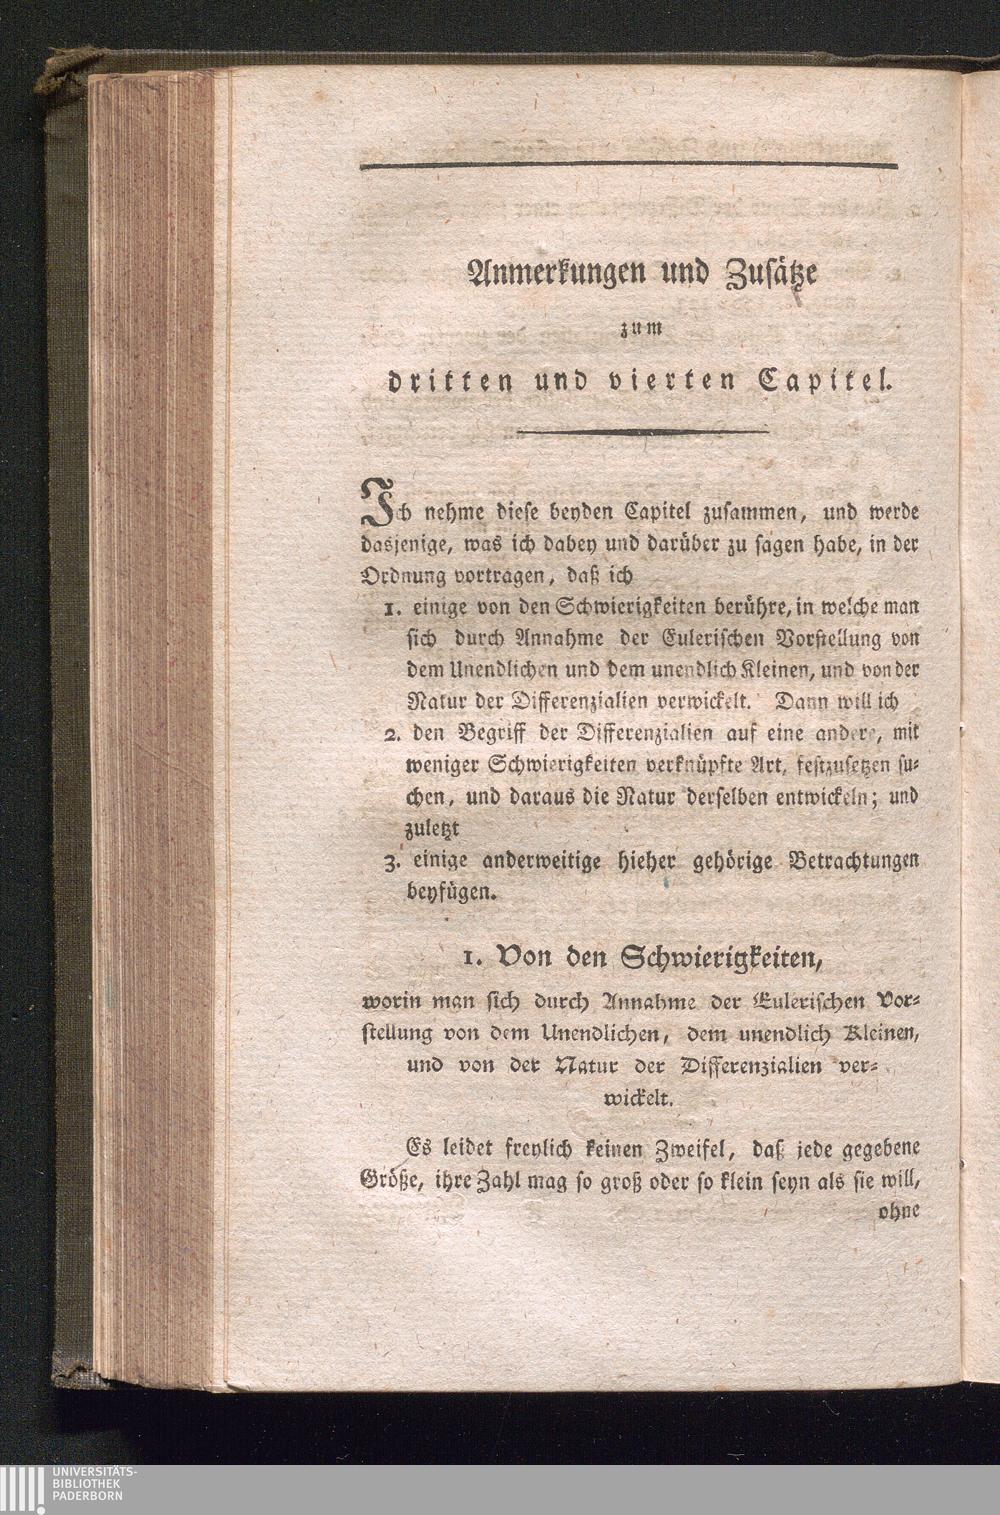 Anmerkungen und Zusätze
zum
dritten und vierten Capitel.
Ich nehme diese beyden Capitel zusammen, und werde
dasjenige, was ich dabey und darüber zu sagen habe, in der
Ordnung vortragen, daß ich
1. einige von den Schwierigkeiten berühre, in welche man
sich durch Annahme der Eulerischen Vorstellung von
dem Unendlichen und dem unendlich Kleinen, und von der
Natur der Differenzialien verwickelt. Dann will ich
2. den Begriff der Differenzialien auf eine andere, mit
weniger Schwierigkeiten verknüpfte Art, festzusetzen su-
chen, und daraus die Natur derselben entwickeln; und
zuletzt
3. einige anderweitige hieher gehörige Betrachtungen
beyfügen.
1. Von den Schwierigkeiten,
worin man sich durch Annahme der Eulerischen Vor-
stellung von dem Unendlichen, dem unendlich Kleinen,
und von der Natur der Differenzialien ver-
wickelt.
Es leidet freylich keinen Zweifel, daß jede gegebene
Größe, ihre Zahl mag so groß oder so klein seyn als sie will,
ohne
UNIVERSITÄTS-
BIBLIOTHEK
PADERBORN